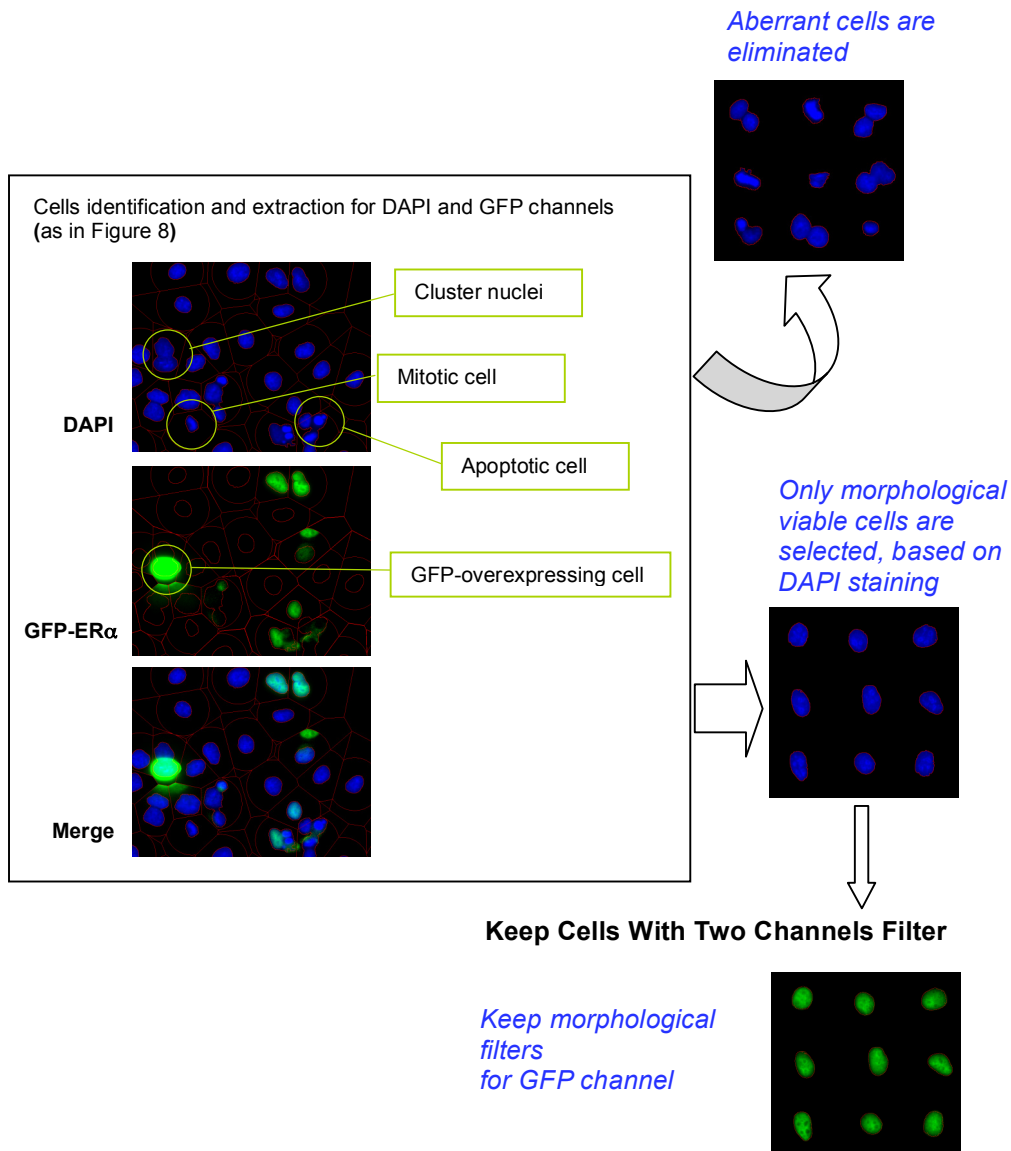 Aberrant cells are
eliminated
Cells identification and extraction for DAPI and GFP channels
(as in Figure 8)
Cluster nuclei
Mitotic cell
DAPI
Apoptotic cell
Only morphological
viable cells are
selected, based on
DAPI staining
GFP-overexpressing cell
GFP-ERα
Merge
Keep Cells With Two Channels Filter
Keep morphological
filters
for GFP channel